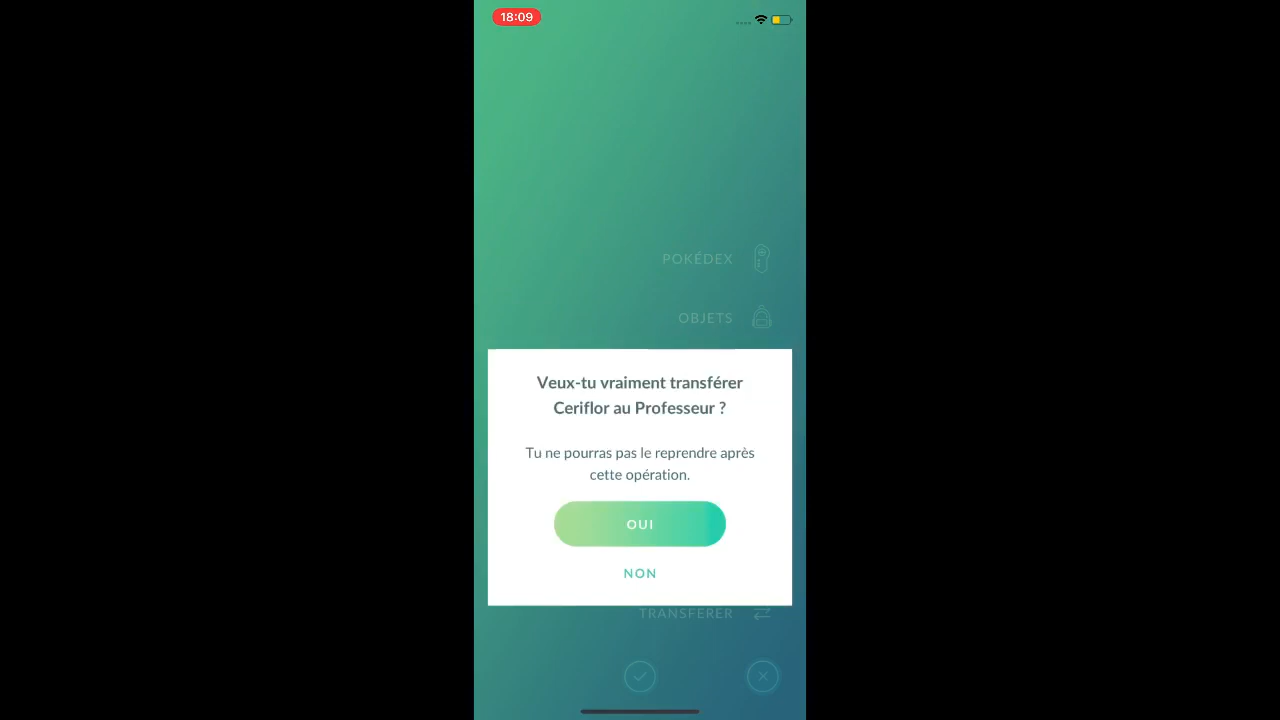 18:09
POKÉDEX
OBJETS
Veux-tu vraiment transférer
Ceriflor au Professeur ?
Tu ne pourras pas le reprendre après
cette opération.
OUI
NON
TRANSFÉRER